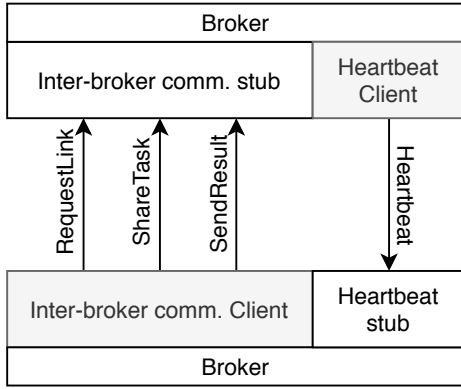 Broker
Inter-broker comm. stub
Heartbeat
Client
RequestLink
ShareTask
SendResult
Heartbeat
Inter-broker comm. Client
Heartbeat
stub
Broker